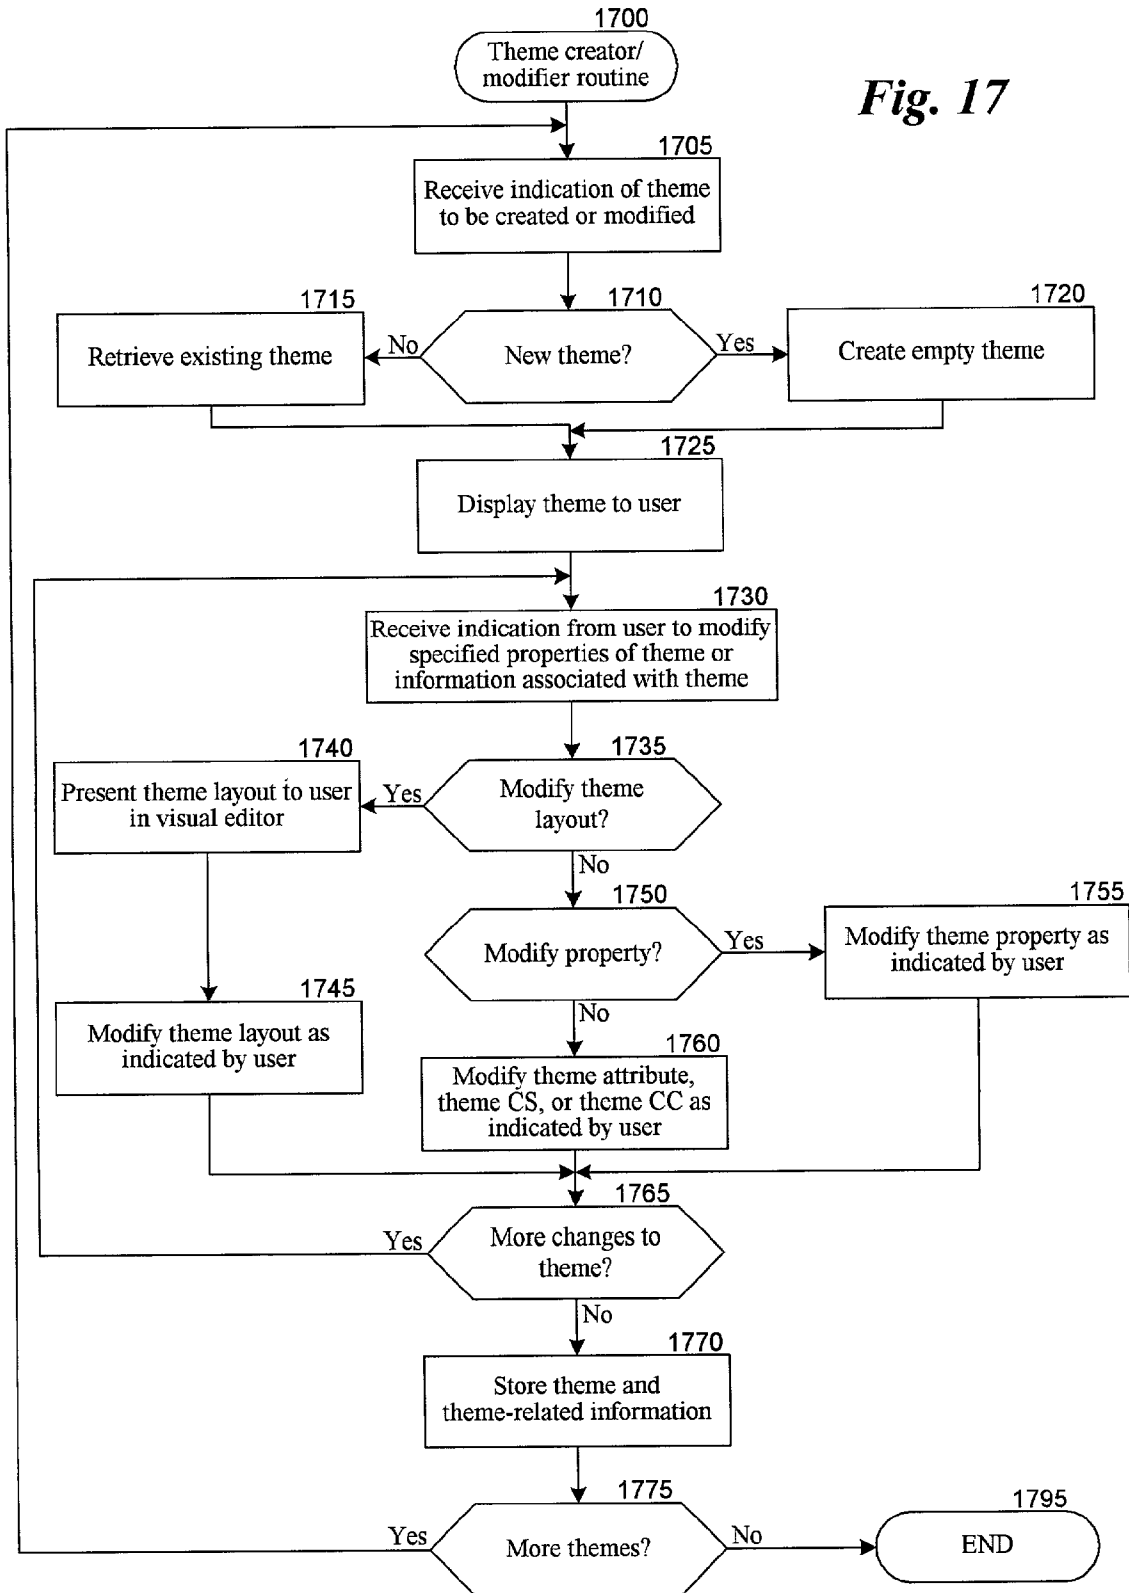 1700
Theme creator/
modifier routine
Fig. 17
1705
Receive indication of theme
to be created or modified
1715
1710
1720
Retrieve existing theme
No
New theme?
Yes
Create empty theme
1725
Display theme to user
1730
Receive indication from user to modify
specified properties of theme or
information associated with theme
1740
1735
Present theme layout to user
in visual editor
Yes
Modify theme
layout?
No
1750
1755
Modify property?
Yes
Modify theme property as
indicated by user
1745
No
Modify theme layout as
indicated by user
1760
Modify theme attribute,
theme CS, or theme CC as
indicated by user
1765
Yes
More changes to
theme?
No
1770
Store theme and
theme-related information
1775
1795
Yes
More themes?
No
END